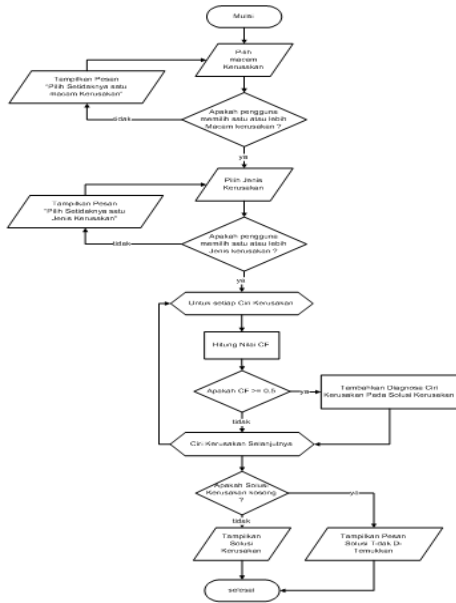 Mulai
Pilih
macam
Kerusakan
Tampilkan Pesan
"Pilih Setidaknya satu
macam Kerusakan"
Apakah pengguna
memilih satu atau lebih
Macam kerusakan ?
tidak
ya
Pilih Jenis
Kerusakan
Tampilkan Pesan
"Pilih Setidaknya satu
Jenis Kerusakan"
Apakah pengguna
memilih satu atau lebih
Jenis kerusakan ?
tidak
ya
Untuk setiap Ciri Kerusakan
Hitung Nilai CF
Apakah CF >= 0.5
ya
Tambahkan Diagnosa Ciri
Kerusakan Pada Solusi Kerusakan
tidak
Ciri Kerusakan Selanjutnya
Apakah Solusi
Kerusakan kosong
?
ya
tidak
Tampilkan
Solusi
Kerusakan
Tampilkan Pesan
Solusi Tidak Di
Temukkan
selesai